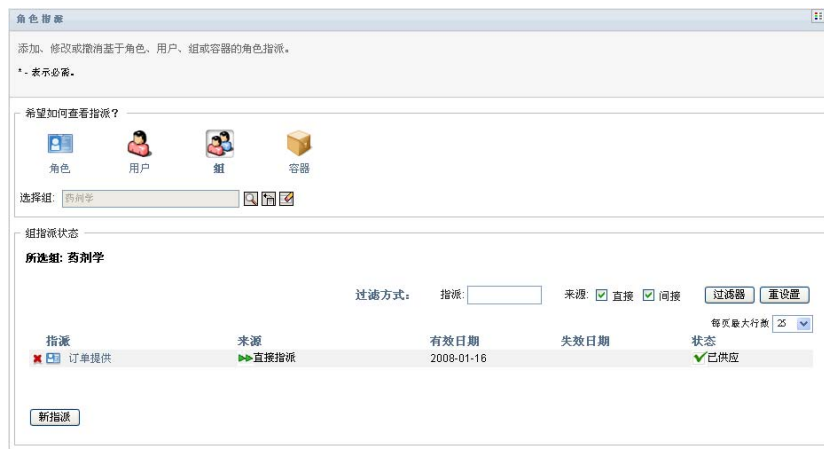 角色指派
添加、修改或撤消基于角色、用户、组或容器的角色指派。
* - 表示必需。
希望如何查看指派？
角色 用户 组 容器
选择组: 药剂学
组指派状态
所选组: 药剂学
过滤方式： 指派: 来源: 直接 间接 过滤器 重设置
每页最大行数 25
指派 来源 有效日期 失效日期 状态
订单提供 直接指派 2008-01-16 已供应
新指派